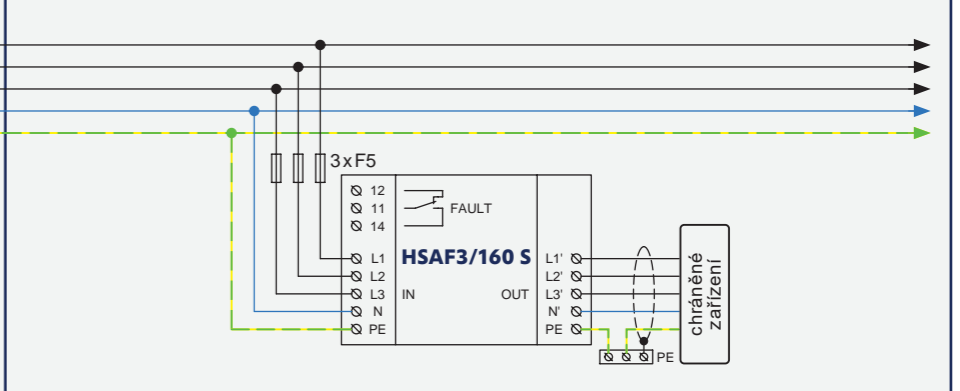 3xF5
12
11
14
FAULT
HSAF3/160 S
L1
L2
L3
N
PE
IN
OUT
L1'
L2'
L3'
N'
PE
PE
chráněné
zařízení